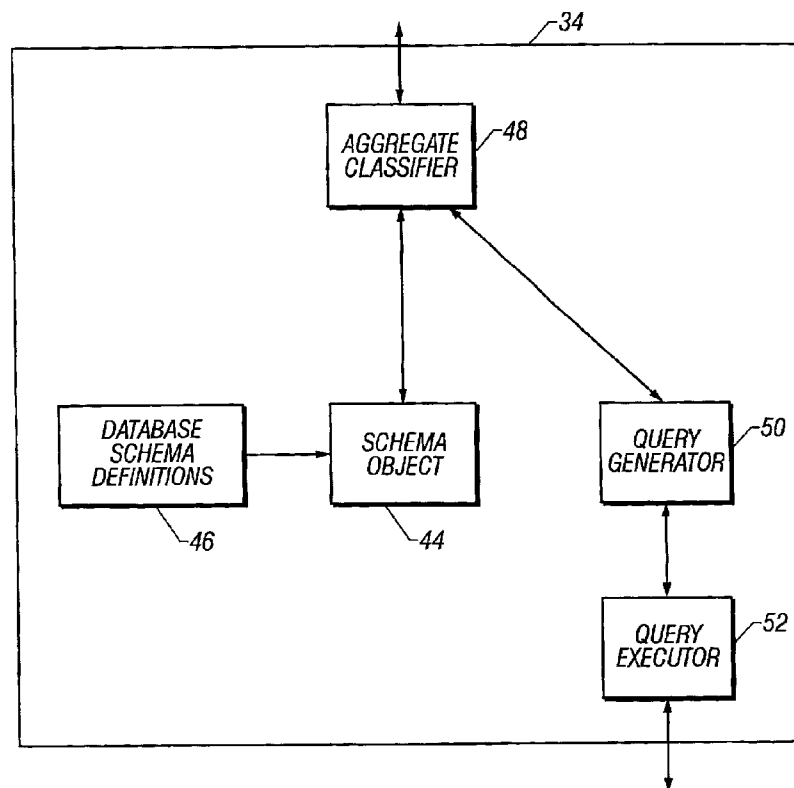 34
AGGREGATE
CLASSIFIER
48
DATABASE
SCHEMA
DEFINITIONS
46
SCHEMA
OBJECT
44
QUERY
GENERATOR
50
QUERY
EXECUTOR
52